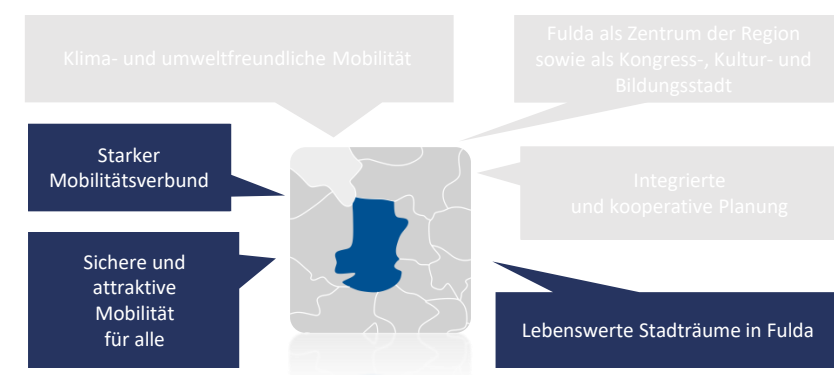 Klima- und umweltfreundliche Mobilität
Fulda als Zentrum der Region
sowie als Kongress-, Kultur- und
Bildungsstadt
Starker
Mobilitätsverbund
Integrierte
und kooperative Planung
Sichere und
attraktive
Mobilität
für alle
Lebenswerte Stadträume in Fulda